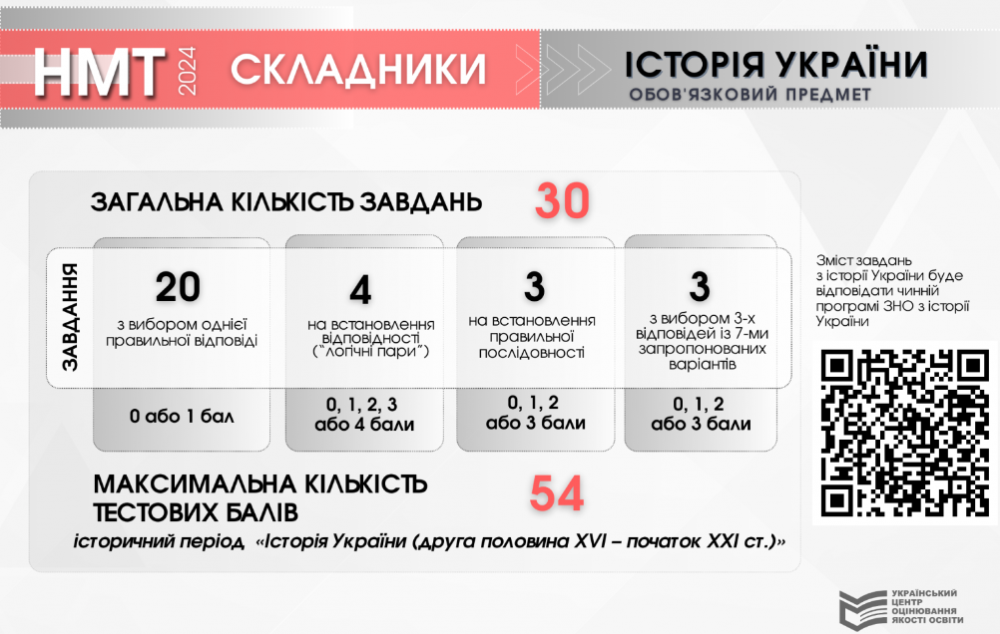 НМТ 2024 СКЛАДНИКИ
ІСТОРІЯ УКРАЇНИ
ОБОВ'ЯЗКОВИЙ ПРЕДМЕТ
ЗАГАЛЬНА КІЛЬКІСТЬ ЗАВДАНЬ 30
ЗАВДАННЯ
20
з вибором однієї
правильної відповіді
0 або 1 бал
4
на встановлення
відповідності
("логічні пари")
0, 1, 2, 3
або 4 бали
3
на встановлення
правильної
послідовності
0, 1, 2
або 3 бали
3
з вибором 3-х
відповідей із 7-ми
запропонованих
варіантів
0, 1, 2
або 3 бали
МАКСИМАЛЬНА КІЛЬКІСТЬ
ТЕСТОВИХ БАЛІВ
54
історичний період «Історія України (друга половина XVI – початок XXI ст.)»
Зміст завдань
з історії України буде
відповідати чинній
програмі ЗНО з історії
України
УКРАЇНСЬКИЙ
ЦЕНТР
ОЦІНЮВАННЯ
ЯКОСТІ ОСВІТИ